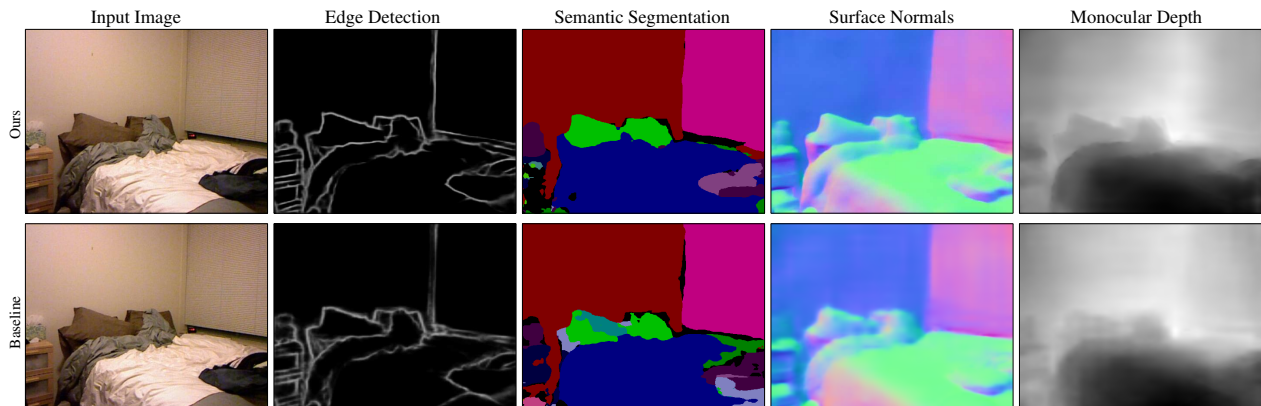 Input Image
Edge Detection
Semantic Segmentation
Surface Normals
Monocular Depth
Ours
Baseline